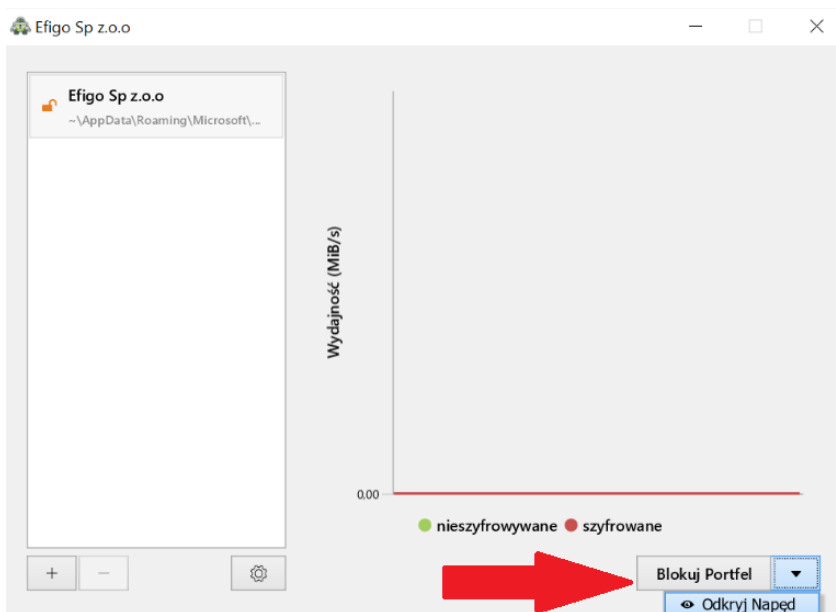 Efigo Sp z.o.o
Efigo Sp z.o.o
~\AppData\Roaming\Microsoft\...
Wydajność (MiB/s)
0.00
nieszyfrowywane szyfrowane
Blokuj Portfel
Odkryj Napęd